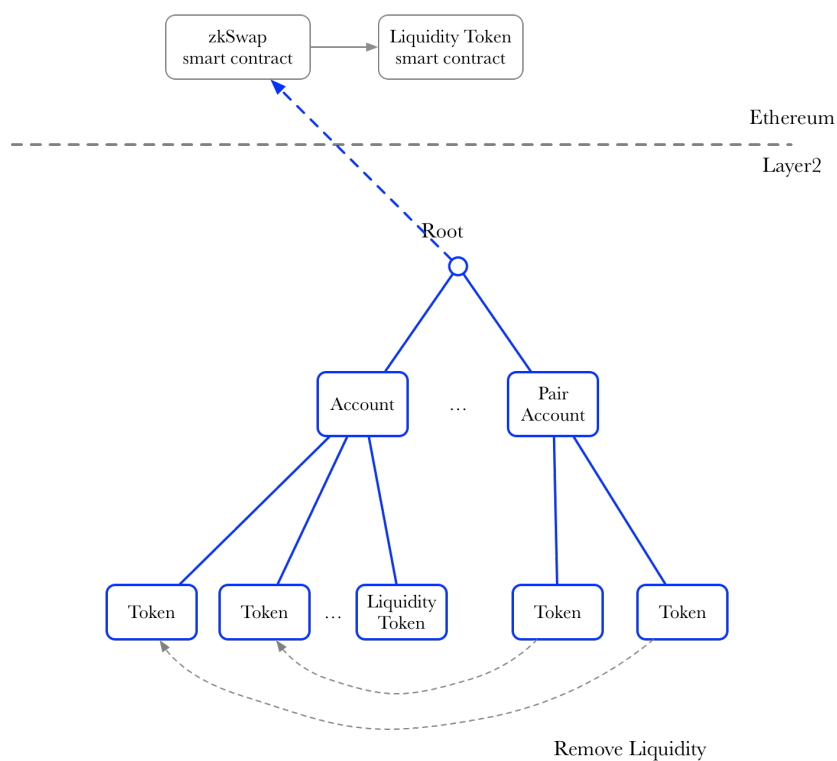 zkSwap
smart contract
Liquidity Token
smart contract
Ethereum
Layer2
Root
Account
...
Pair
Account
Token
Token
...
Liquidity
Token
Token
Token
Remove Liquidity